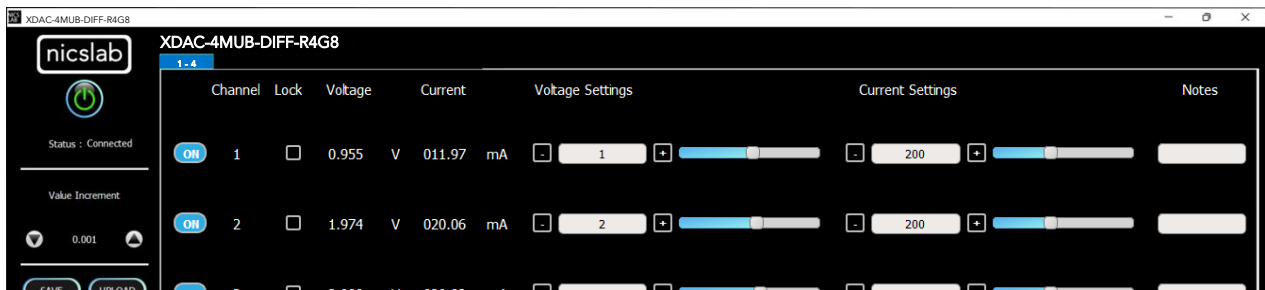 XDAC-4MUB-DIFF-R4G8
nicslab
XDAC-4MUB-DIFF-R4G8
1 - 4
Channel Lock Voltage Current Voltage Settings Current Settings Notes
Status : Connected
ON 1 0.955 V 011.97 mA - 1 + - 200 +
Value Increment
0.001
ON 2 1.974 V 020.06 mA - 2 + - 200 +
SAVE UPLOAD